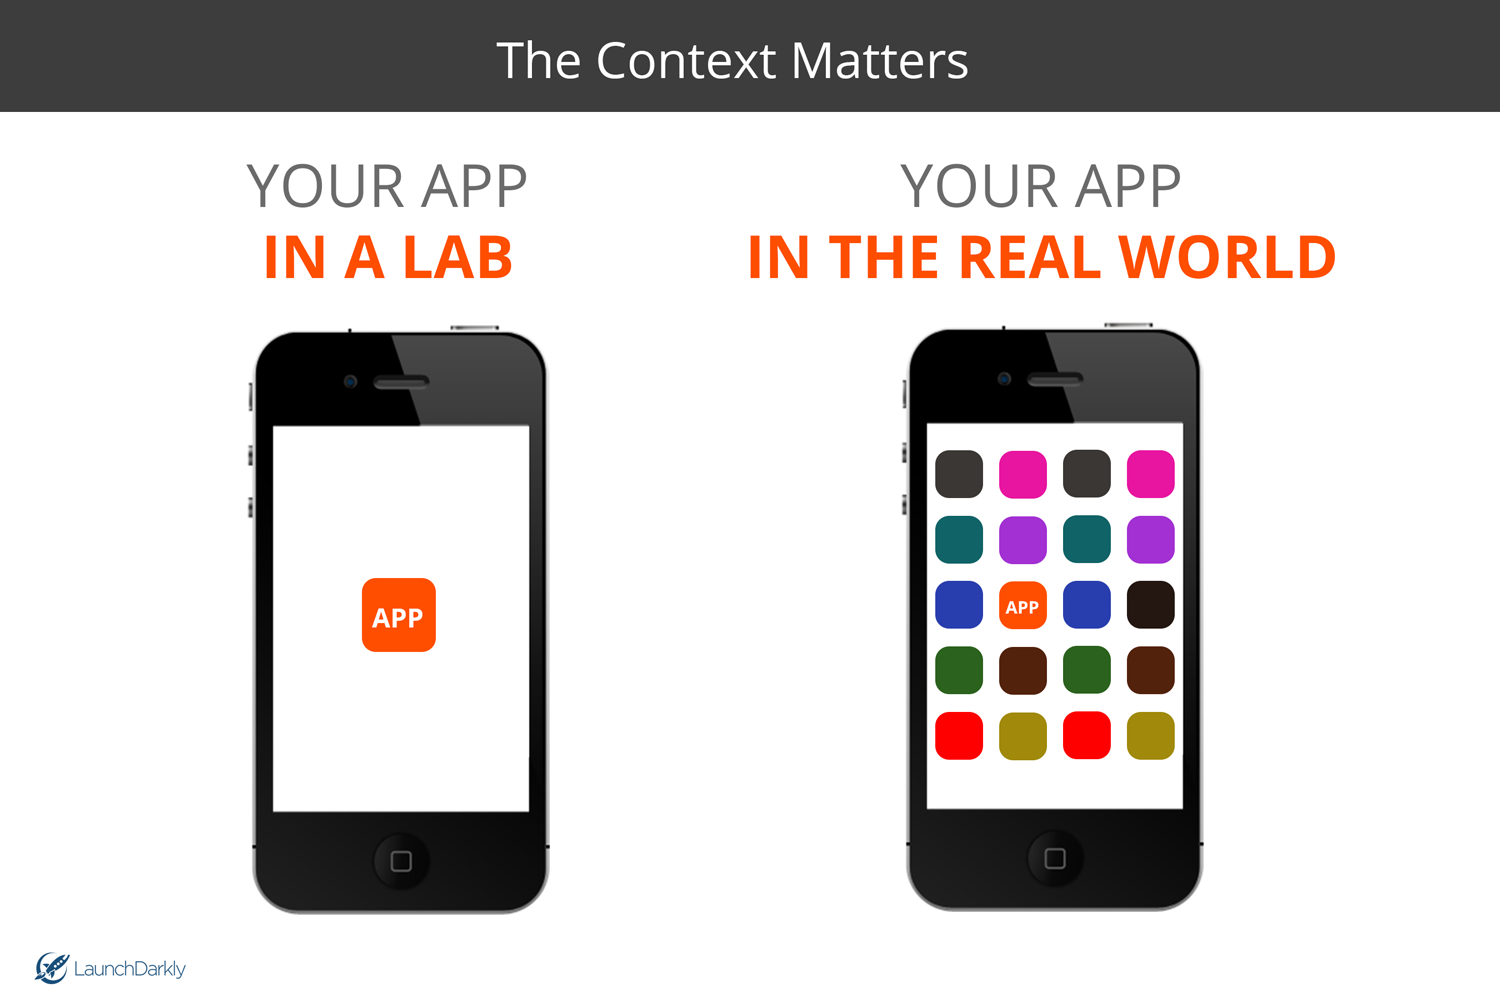 The Context Matters
YOUR APP
IN A LAB
YOUR APP
IN THE REAL WORLD
APP
APP
LaunchDarkly